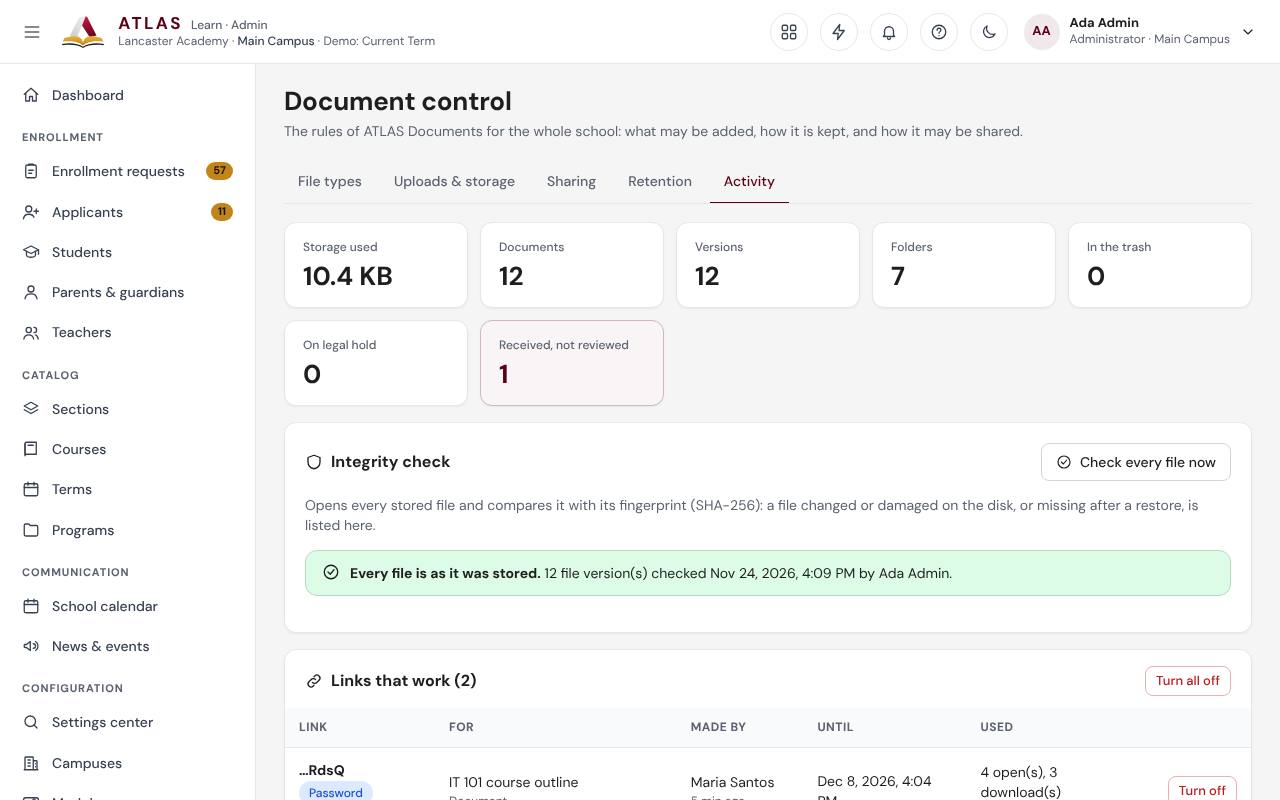 ATLAS Learn · Admin
Lancaster Academy · Main Campus · Demo: Current Term
AA
Ada Admin
Administrator · Main Campus
Dashboard
ENROLLMENT
Enrollment requests 57
Applicants 11
Students
Parents & guardians
Teachers
CATALOG
Sections
Courses
Terms
Programs
COMMUNICATION
School calendar
News & events
CONFIGURATION
Settings center
Campuses
Document control
The rules of ATLAS Documents for the whole school: what may be added, how it is kept, and how it may be shared.
File types Uploads & storage Sharing Retention Activity
Storage used
10.4 KB
Documents
12
Versions
12
Folders
7
In the trash
0
On legal hold
0
Received, not reviewed
1
Integrity check
Check every file now
Opens every stored file and compares it with its fingerprint (SHA-256): a file changed or damaged on the disk, or missing after a restore, is
listed here.
Every file is as it was stored. 12 file version(s) checked Nov 24, 2026, 4:09 PM by Ada Admin.
Links that work (2)
Turn all off
LINK FOR MADE BY UNTIL USED
…RdsQ
Password
IT 101 course outline
Maria Santos
Dec 8, 2026, 4:04
PM
4 open(s), 3
download(s)
Turn off